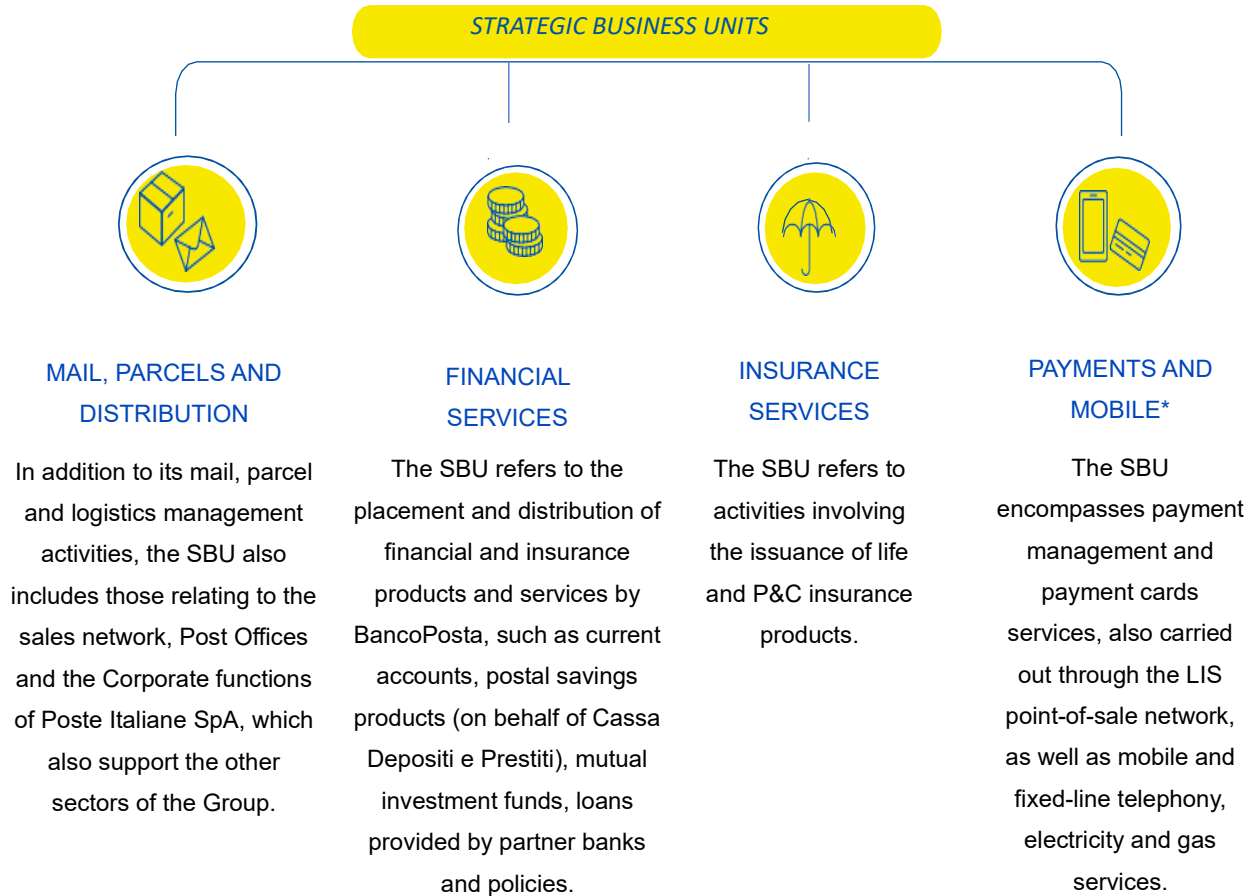 STRATEGIC BUSINESS UNITS
MAIL, PARCELS AND
DISTRIBUTION
In addition to its mail, parcel
and logistics management
activities, the SBU also
includes those relating to the
sales network, Post Offices
and the Corporate functions
of Poste Italiane SpA, which
also support the other
sectors of the Group.
FINANCIAL
SERVICES
The SBU refers to the
placement and distribution of
financial and insurance
products and services by
BancoPosta, such as current
accounts, postal savings
products (on behalf of Cassa
Depositi e Prestiti), mutual
investment funds, loans
provided by partner banks
and policies.
INSURANCE
SERVICES
The SBU refers to
activities involving
the issuance of life
and P&C insurance
products.
PAYMENTS AND
MOBILE*
The SBU
encompasses payment
management and
payment cards
services, also carried
out through the LIS
point-of-sale network,
as well as mobile and
fixed-line telephony,
electricity and gas
services.